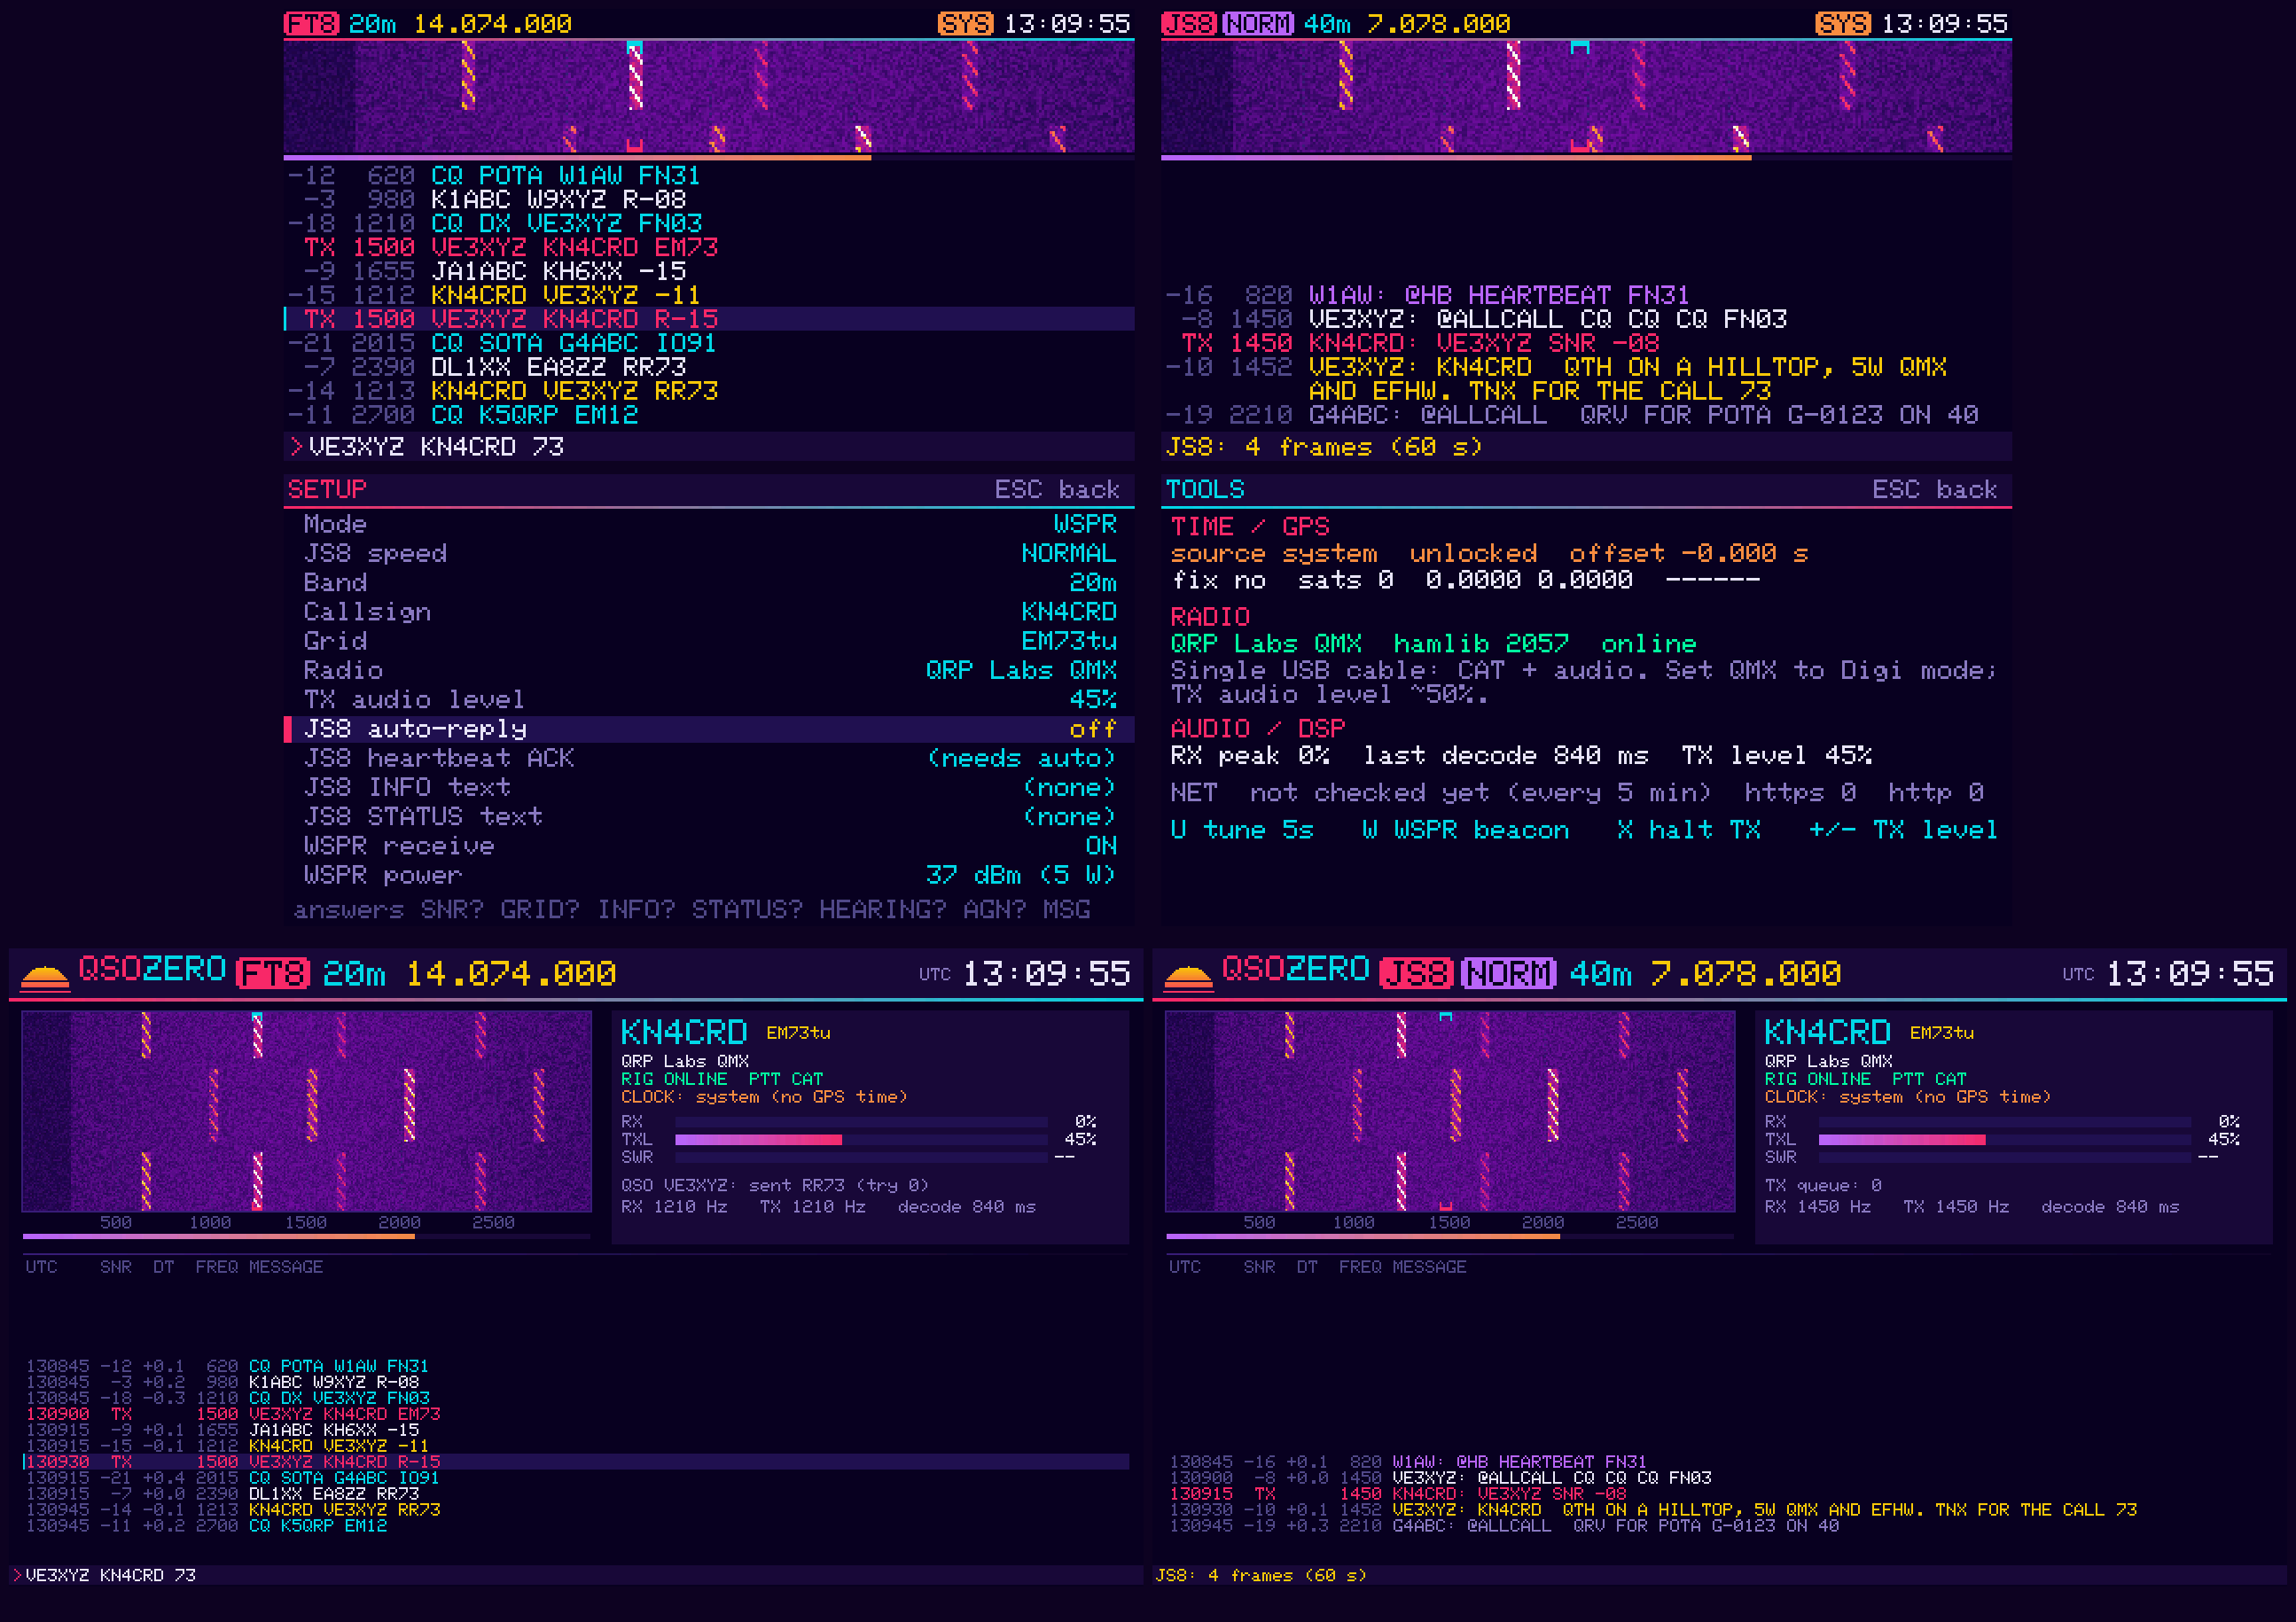 FT8 20m 14.074.000 SYS 13:09:55
-12 620 CQ POTA W1AW FN31
-3 980 K1ABC W9XYZ R-08
-18 1210 CQ DX VE3XYZ FN03
TX 1500 VE3XYZ KN4CRD EM73
-9 1655 JA1ABC KH6XX -15
-15 1212 KN4CRD VE3XYZ -11
TX 1500 VE3XYZ KN4CRD R-15
-21 2015 CQ SOTA G4ABC IO91
-7 2390 DL1XX EA8ZZ RR73
-14 1213 KN4CRD VE3XYZ RR73
-11 2700 CQ K5QRP EM12
>VE3XYZ KN4CRD 73
JS8 NORM 40m 7.078.000 SYS 13:09:55
-16 820 W1AW: @HB HEARTBEAT FN31
-8 1450 VE3XYZ: @ALLCALL CQ CQ CQ FN03
TX 1450 KN4CRD: VE3XYZ SNR -08
-10 1452 VE3XYZ: KN4CRD QTH ON A HILLTOP, 5W QMX
AND EFHW. TNX FOR THE CALL 73
-19 2210 G4ABC: @ALLCALL QRV FOR POTA G-0123 ON 40
JS8: 4 frames (60 s)
SETUP ESC back
Mode WSPR
JS8 speed NORMAL
Band 20m
Callsign KN4CRD
Grid EM73tu
Radio QRP Labs QMX
TX audio level 45%
JS8 auto-reply off
JS8 heartbeat ACK (needs auto)
JS8 INFO text (none)
JS8 STATUS text (none)
WSPR receive ON
WSPR power 37 dBm (5 W)
answers SNR? GRID? INFO? STATUS? HEARING? AGN? MSG
TOOLS ESC back
TIME / GPS
source system unlocked offset -0.000 s
fix no sats 0 0.0000 0.0000 ------
RADIO
QRP Labs QMX hamlib 2057 online
Single USB cable: CAT + audio. Set QMX to Digi mode;
TX audio level ~50%.
AUDIO / DSP
RX peak 0% last decode 840 ms TX level 45%
NET not checked yet (every 5 min) https 0 http 0
U tune 5s W WSPR beacon X halt TX +/- TX level
QSOZERO FT8 20m 14.074.000 UTC 13:09:55
KN4CRD EM73tu
QRP Labs QMX
RIG ONLINE PTT CAT
CLOCK: system (no GPS time)
RX 0%
TXL 45%
SWR --
QSO VE3XYZ: sent RR73 (try 0)
RX 1210 Hz TX 1210 Hz decode 840 ms
500 1000 1500 2000 2500
UTC SNR DT FREQ MESSAGE
130845 -12 +0.1 620 CQ POTA W1AW FN31
130845 -3 +0.2 980 K1ABC W9XYZ R-08
130845 -18 -0.3 1210 CQ DX VE3XYZ FN03
130900 TX 1500 VE3XYZ KN4CRD EM73
130915 -9 +0.1 1655 JA1ABC KH6XX -15
130915 -15 -0.1 1212 KN4CRD VE3XYZ -11
130930 TX 1500 VE3XYZ KN4CRD R-15
130915 -21 +0.4 2015 CQ SOTA G4ABC IO91
130915 -7 +0.0 2390 DL1XX EA8ZZ RR73
130945 -14 -0.1 1213 KN4CRD VE3XYZ RR73
130945 -11 +0.2 2700 CQ K5QRP EM12
>VE3XYZ KN4CRD 73
QSOZERO JS8 NORM 40m 7.078.000 UTC 13:09:55
KN4CRD EM73tu
QRP Labs QMX
RIG ONLINE PTT CAT
CLOCK: system (no GPS time)
RX 0%
TXL 45%
SWR --
TX queue: 0
RX 1450 Hz TX 1450 Hz decode 840 ms
500 1000 1500 2000 2500
UTC SNR DT FREQ MESSAGE
130845 -16 +0.1 820 W1AW: @HB HEARTBEAT FN31
130900 -8 +0.0 1450 VE3XYZ: @ALLCALL CQ CQ CQ FN03
130915 TX 1450 KN4CRD: VE3XYZ SNR -08
130930 -10 +0.1 1452 VE3XYZ: KN4CRD QTH ON A HILLTOP, 5W QMX AND EFHW. TNX FOR THE CALL 73
130945 -19 +0.3 2210 G4ABC: @ALLCALL QRV FOR POTA G-0123 ON 40
JS8: 4 frames (60 s)